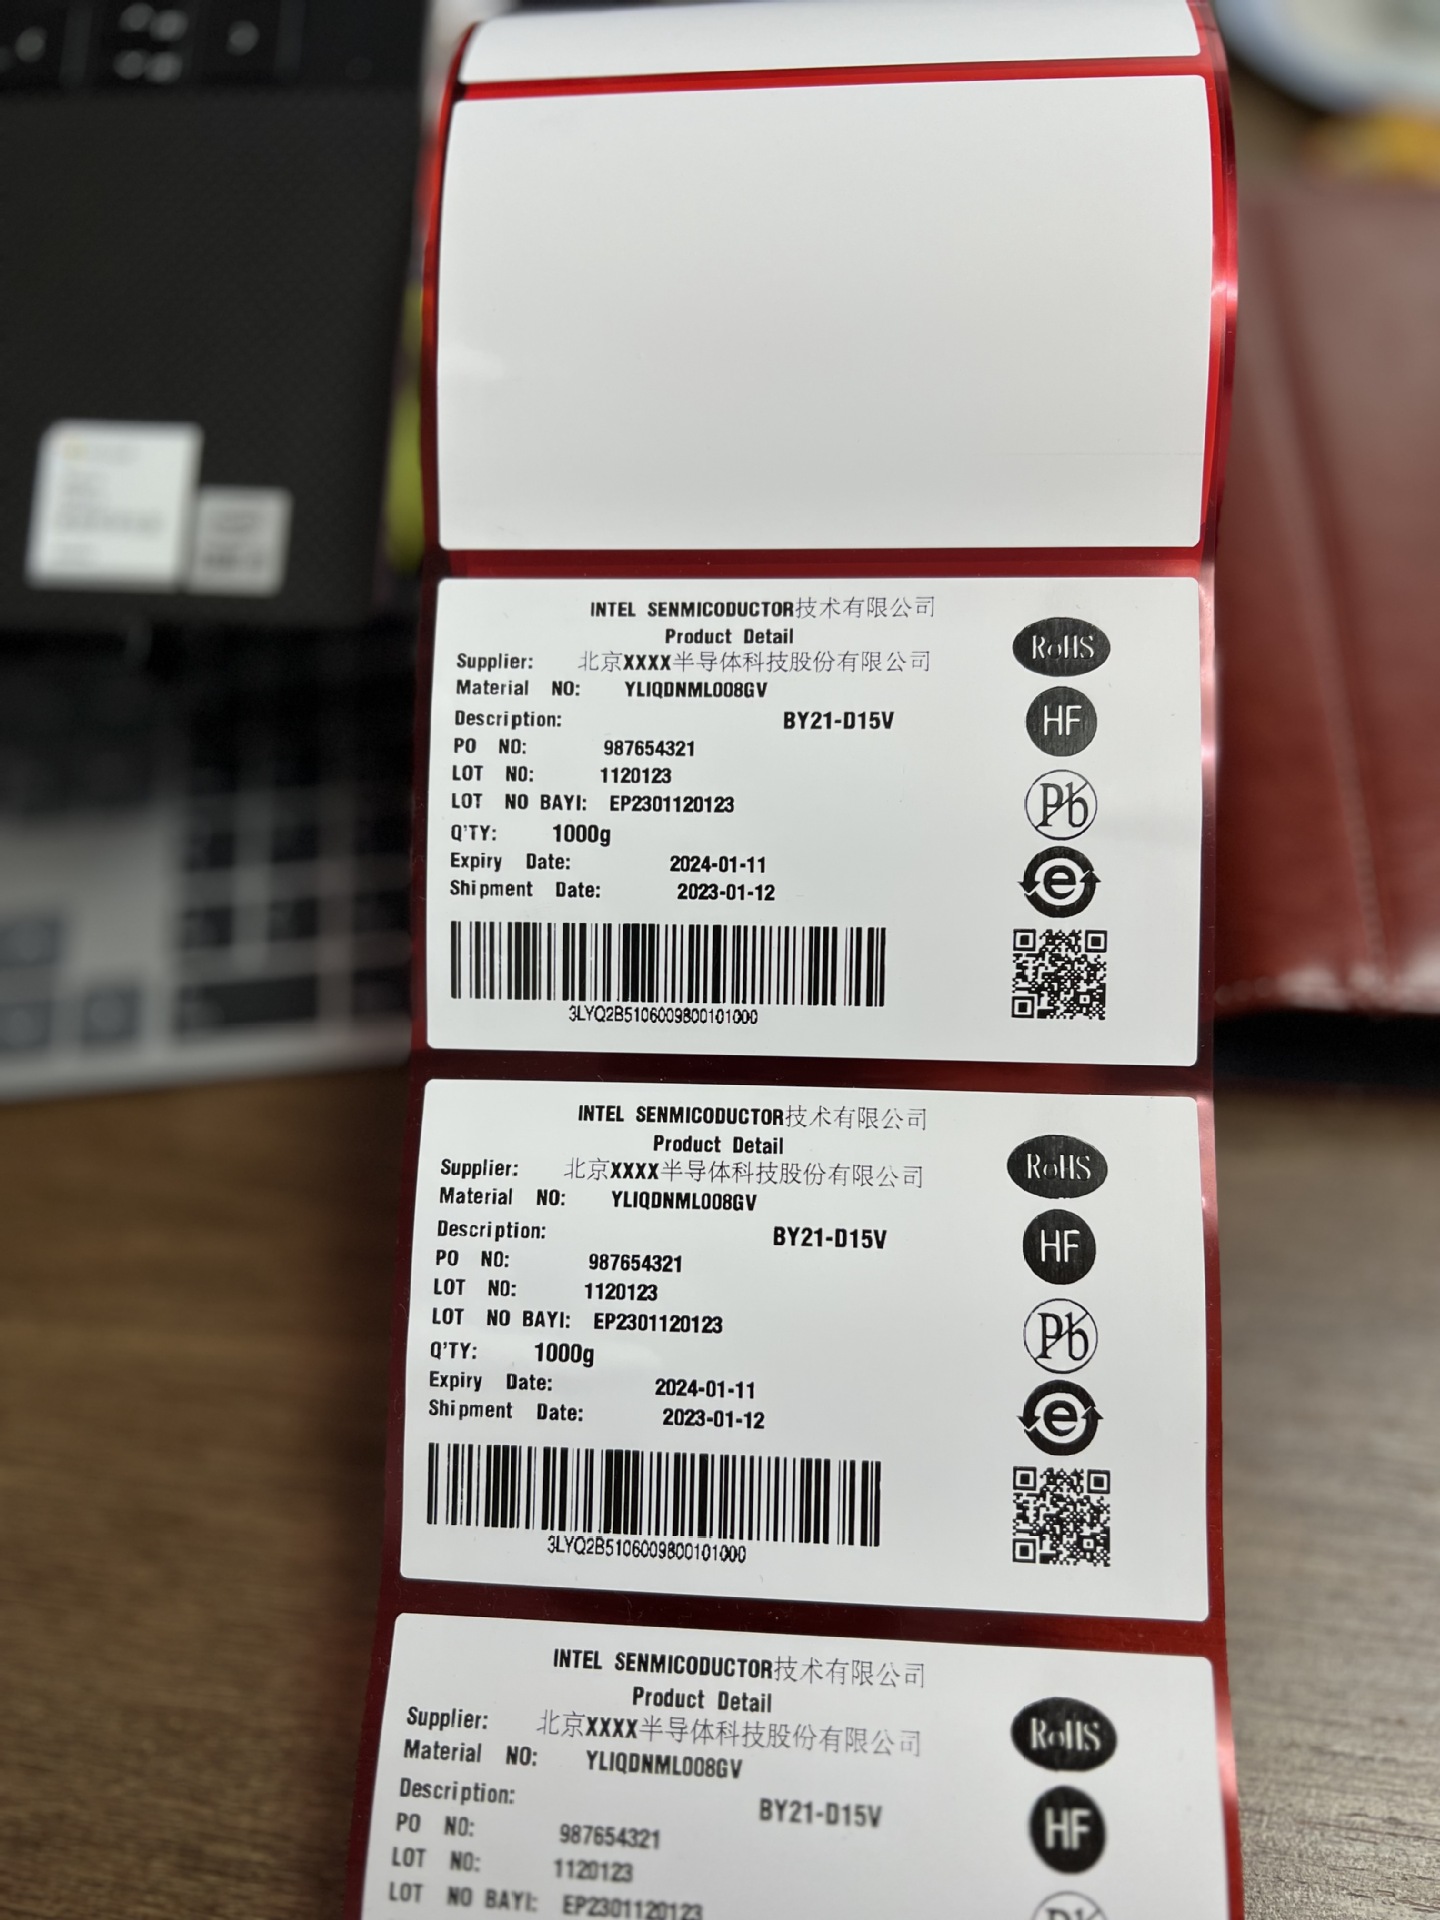 INTEL SENMICODUCTOR技术有限公司
Product Detail
Supplier: 北京XXXX半导体科技股份有限公司
Material NO: YLIQDNML008GV
Description: BY21-D15V
PO NO: 987654321
LOT NO: 1120123
LOT NO BAYI: EP2301120123
Q'TY: 1000g
Expiry Date: 2024-01-11
Shipment Date: 2023-01-12
3LYQ2B5106009800101000
RoHS
HF
Pb
e
INTEL SENMICODUCTOR技术有限公司
Product Detail
Supplier: 北京XXXX半导体科技股份有限公司
Material NO: YLIQDNML008GV
Description: BY21-D15V
PO NO: 987654321
LOT NO: 1120123
LOT NO BAYI: EP2301120123
Q'TY: 1000g
Expiry Date: 2024-01-11
Shipment Date: 2023-01-12
3LYQ2B5106009800101000
RoHS
HF
Pb
e
INTEL SENMICODUCTOR技术有限公司
Product Detail
Supplier: 北京XXXX半导体科技股份有限公司
Material NO: YLIQDNML008GV
Description: BY21-D15V
PO NO: 987654321
LOT NO: 1120123
LOT NO BAYI: EP2301120123
RoHS
HF
Pb